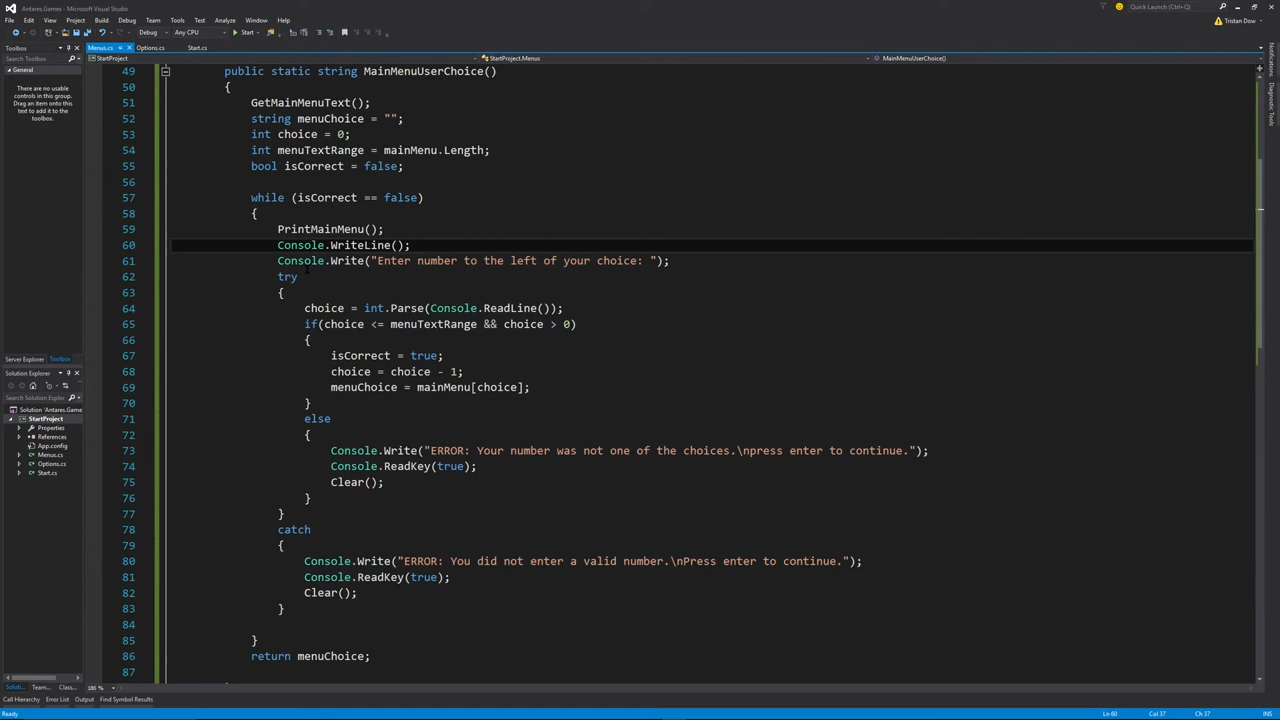 Antares.Games - Microsoft Visual Studio
Quick Launch (Ctrl+Q)
File Edit View Project Build Debug Team Tools Test Analyze Window Help
Tristan Dow
Debug Any CPU Start
Toolbox
Menus.cs Options.cs Start.cs
Search Toolbox
StartProject StartProject.Menus MainMenuUserChoice()
General
There are no usable
controls in this group.
Drag an item onto this
text to add it to the
toolbox.
Server Explorer Toolbox
Solution Explorer
Search Solution Explorer
Solution 'Antares.Game
StartProject
Properties
References
App.config
Menus.cs
Options.cs
Start.cs
Soluti... Team... Class...
49 public static string MainMenuUserChoice()
50 {
51 GetMainMenuText();
52 string menuChoice = "";
53 int choice = 0;
54 int menuTextRange = mainMenu.Length;
55 bool isCorrect = false;
56
57 while (isCorrect == false)
58 {
59 PrintMainMenu();
60 Console.WriteLine();
61 Console.Write("Enter number to the left of your choice: ");
62 try
63 {
64 choice = int.Parse(Console.ReadLine());
65 if(choice <= menuTextRange && choice > 0)
66 {
67 isCorrect = true;
68 choice = choice - 1;
69 menuChoice = mainMenu[choice];
70 }
71 else
72 {
73 Console.Write("ERROR: Your number was not one of the choices.\npress enter to continue.");
74 Console.ReadKey(true);
75 Clear();
76 }
77 }
78 catch
79 {
80 Console.Write("ERROR: You did not enter a valid number.\nPress enter to continue.");
81 Console.ReadKey(true);
82 Clear();
83 }
84
85 }
86 return menuChoice;
87
Notifications
Diagnostic Tools
186 %
Call Hierarchy Error List Output Find Symbol Results
Ready Ln 60 Col 37 Ch 37 INS